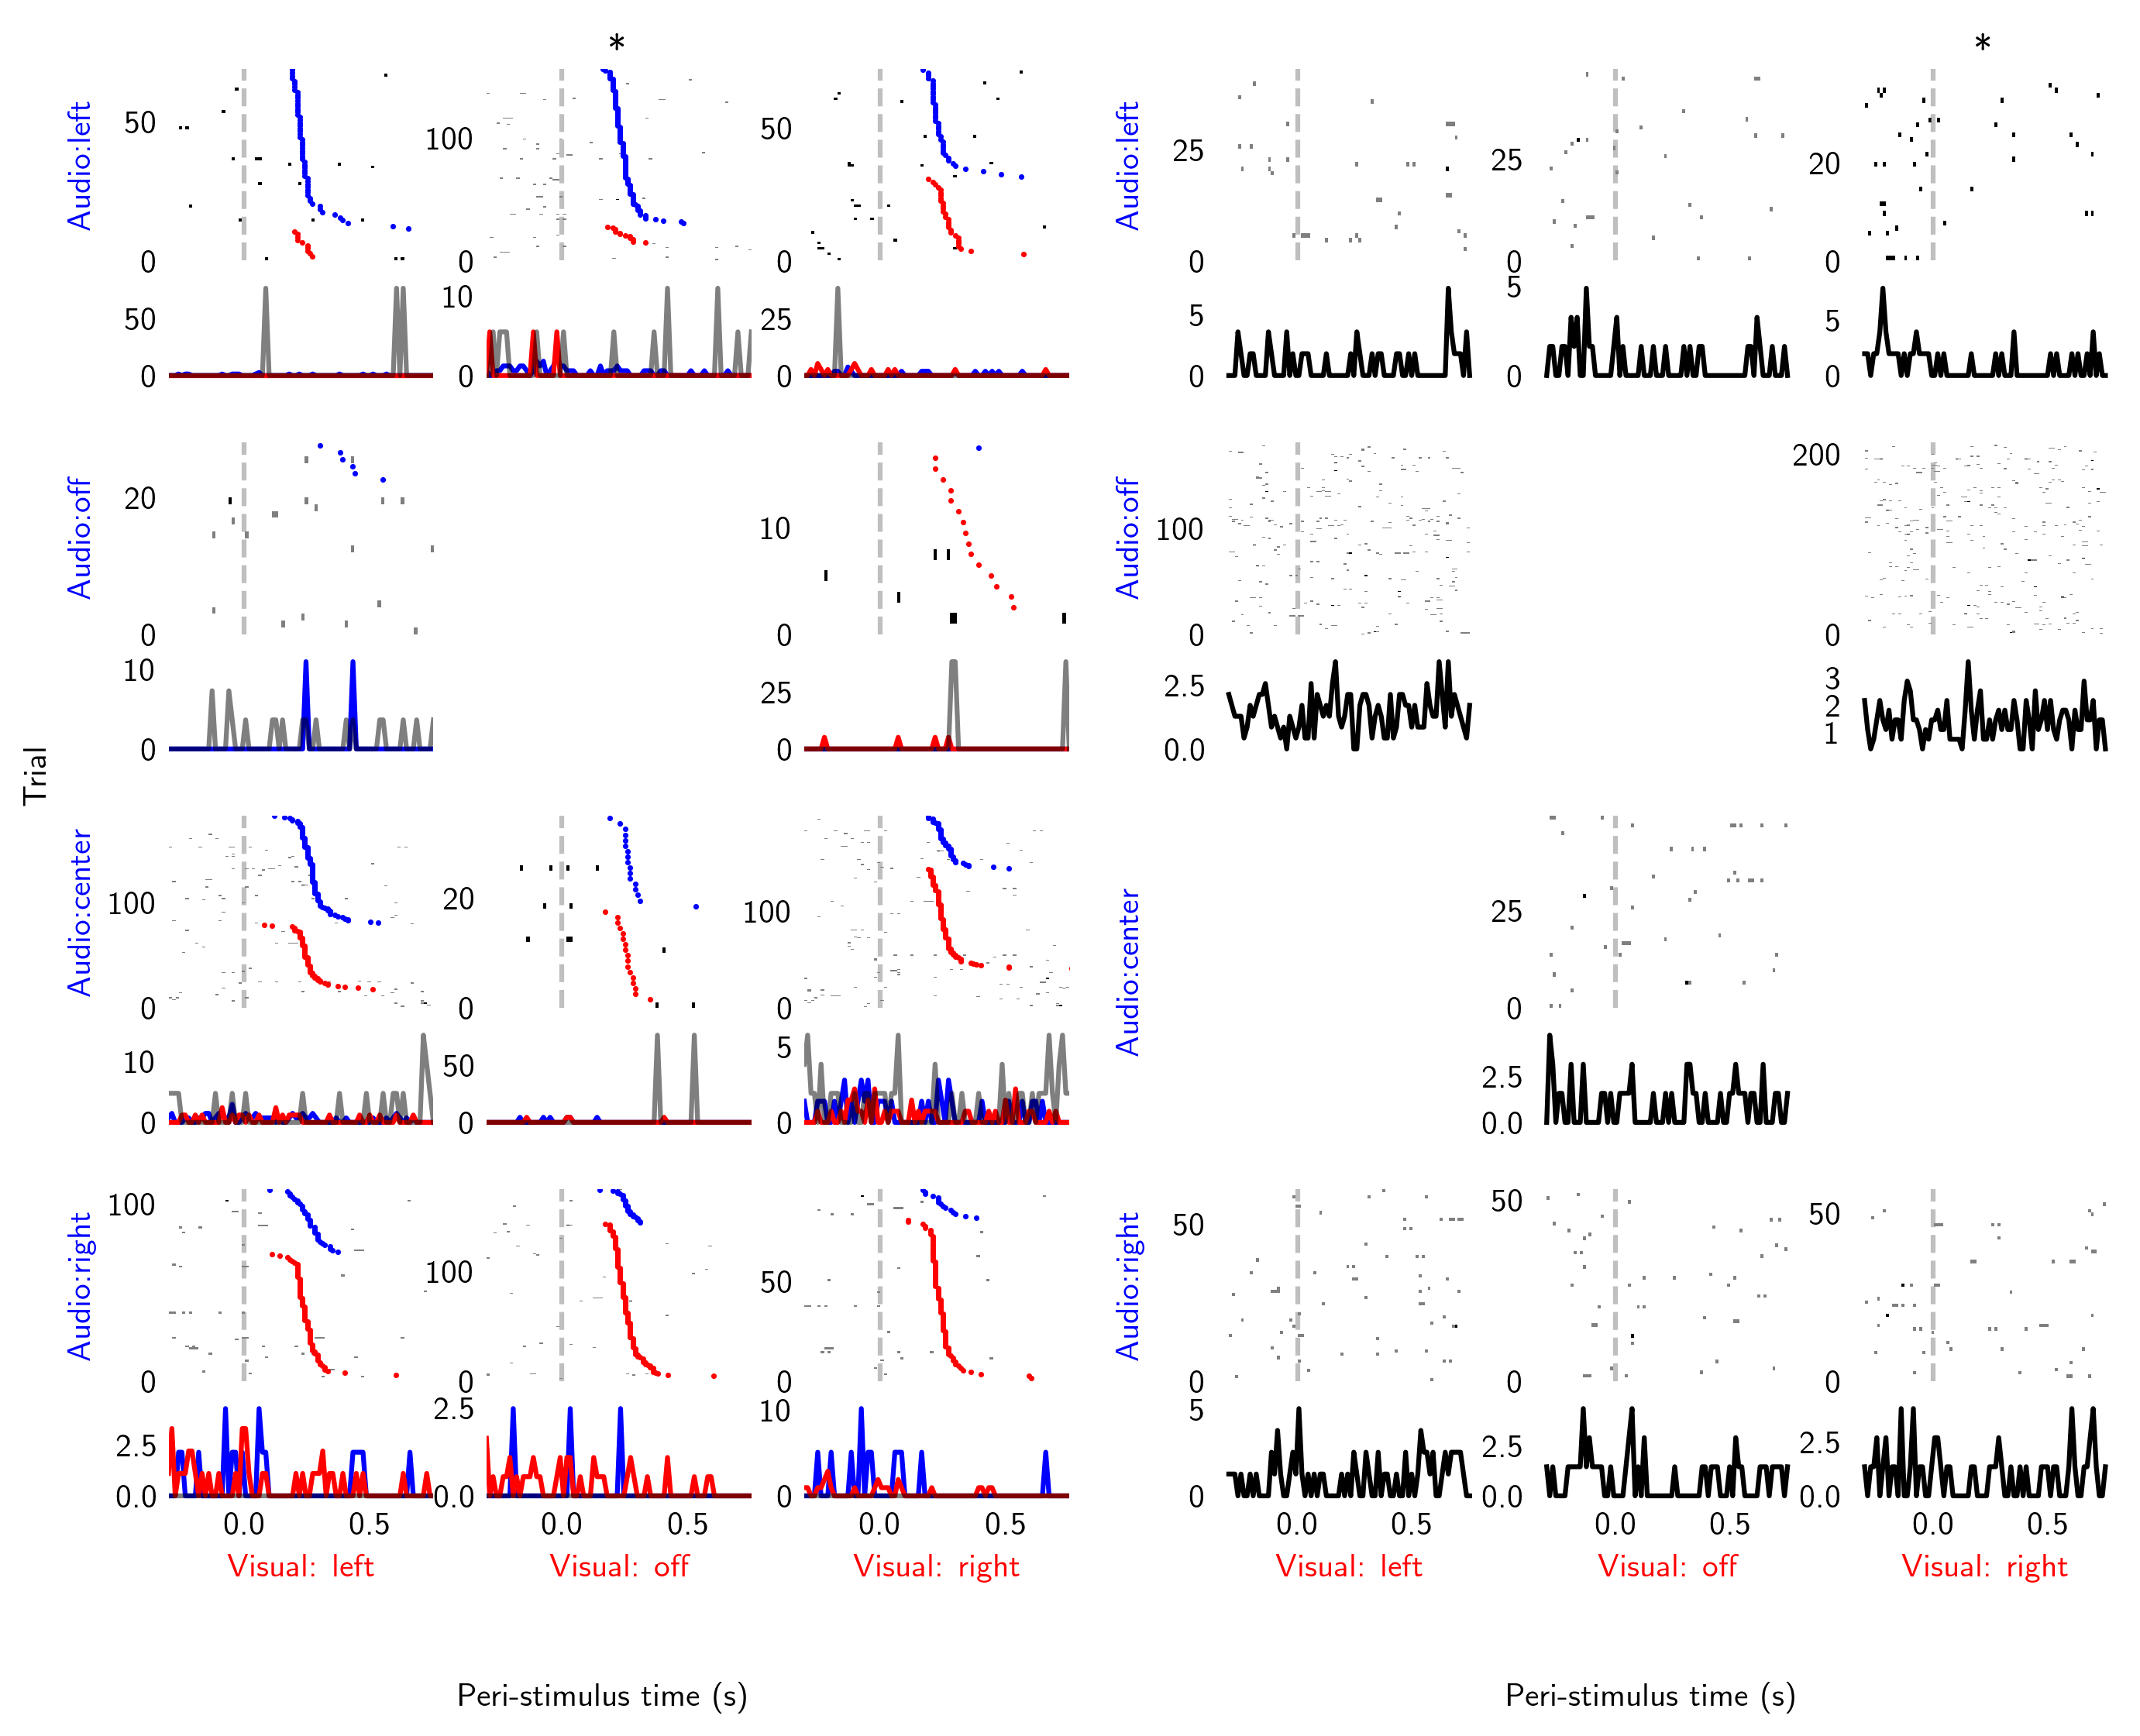 * *
Audio:left 50 0 100 0 50 0 Audio:left 25 0 25 0 20 0
50 0 10 0 25 0 5 0 5 0 5 0
Audio:off 20 0 10 0 Audio:off 100 0 200 0
10 0 25 0 2.5 0.0 3 2 1
Trial
Audio:center 100 0 20 0 100 0 Audio:center 25 0
10 0 50 0 5 0 2.5 0.0
Audio:right 100 0 100 0 50 0 Audio:right 50 0 50 0 50 0
2.5 0.0 2.5 0.0 10 0 5 0 2.5 0.0 2.5 0.0
0.0 0.5 0.0 0.5 0.0 0.5 0.0 0.5 0.0 0.5 0.0 0.5
Visual: left Visual: off Visual: right Visual: left Visual: off Visual: right
Peri-stimulus time (s) Peri-stimulus time (s)